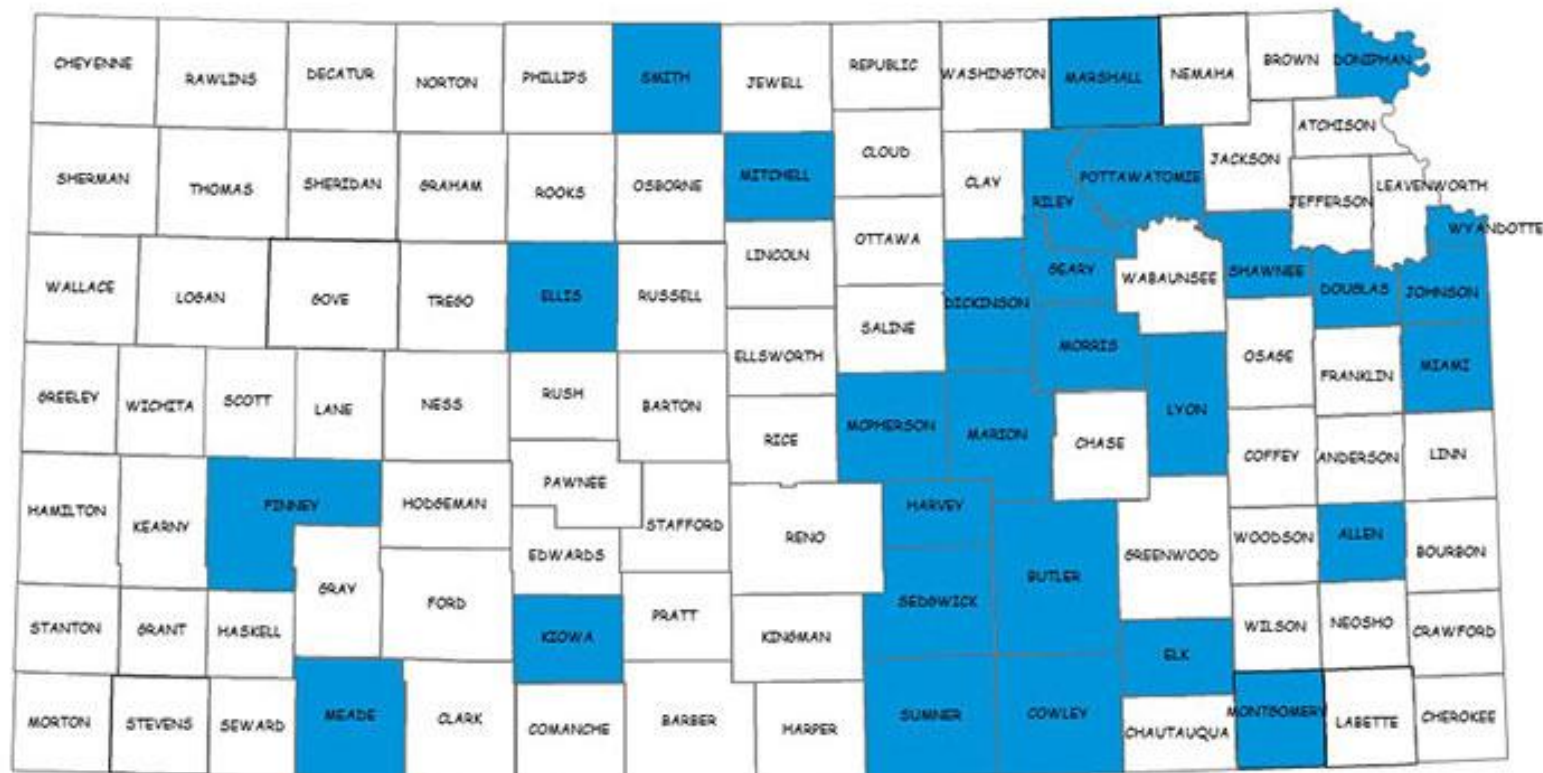 CHEYENNE
RAWLINS
DECATUR
NORTON
PHILLIPS
SMITH
JEWELL
REPUBLIC
WASHINGTON
MARSHALL
NEMAHA
BROWN
DONIPHAN
SHERMAN
THOMAS
SHERIDAN
GRAHAM
ROOKS
OSBORNE
MITCHELL
CLOUD
CLAY
RILEY
POTTAWATOMIE
JACKSON
ATCHISON
JEFFERSON
LEAVENWORTH
WYANDOTTE
WALLACE
LOGAN
GOVE
TREGO
ELLIS
RUSSELL
LINCOLN
OTTAWA
SALINE
DICKINSON
GEARY
WABAUNSEE
SHAWNEE
DOUGLAS
JOHNSON
GREELEY
WICHITA
SCOTT
LANE
NESS
RUSH
BARTON
ELLSWORTH
RICE
MCPHERSON
MARION
MORRIS
CHASE
LYON
OSAGE
FRANKLIN
MIAMI
HAMILTON
KEARNY
FINNEY
HODGEMAN
PAWNEE
STAFFORD
EDWARDS
RENO
HARVEY
BUTLER
GREENWOOD
COFFEY
ANDERSON
LINN
WOODSON
ALLEN
BOURBON
STANTON
GRANT
HASKELL
GRAY
FORD
KIOWA
PRATT
KINGMAN
SEDGWICK
ELK
WILSON
NEOSHO
CRAWFORD
MORTON
STEVENS
SEWARD
MEADE
CLARK
COMANCHE
BARBER
HARPER
SUMNER
COWLEY
CHAUTAUQUA
MONTGOMERY
LABETTE
CHEROKEE